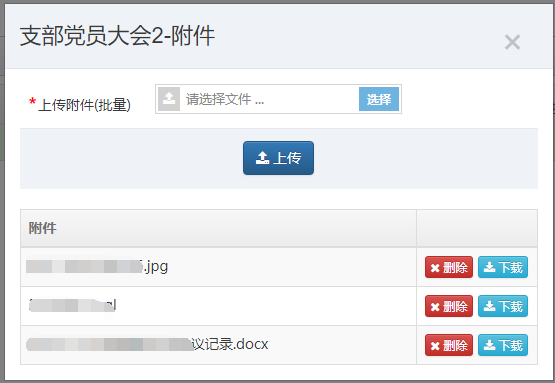 支部党员大会2-附件
×
*上传附件(批量)
请选择文件 ...
选择
上传
附件
.jpg
删除 下载
删除 下载
议记录.docx
删除 下载